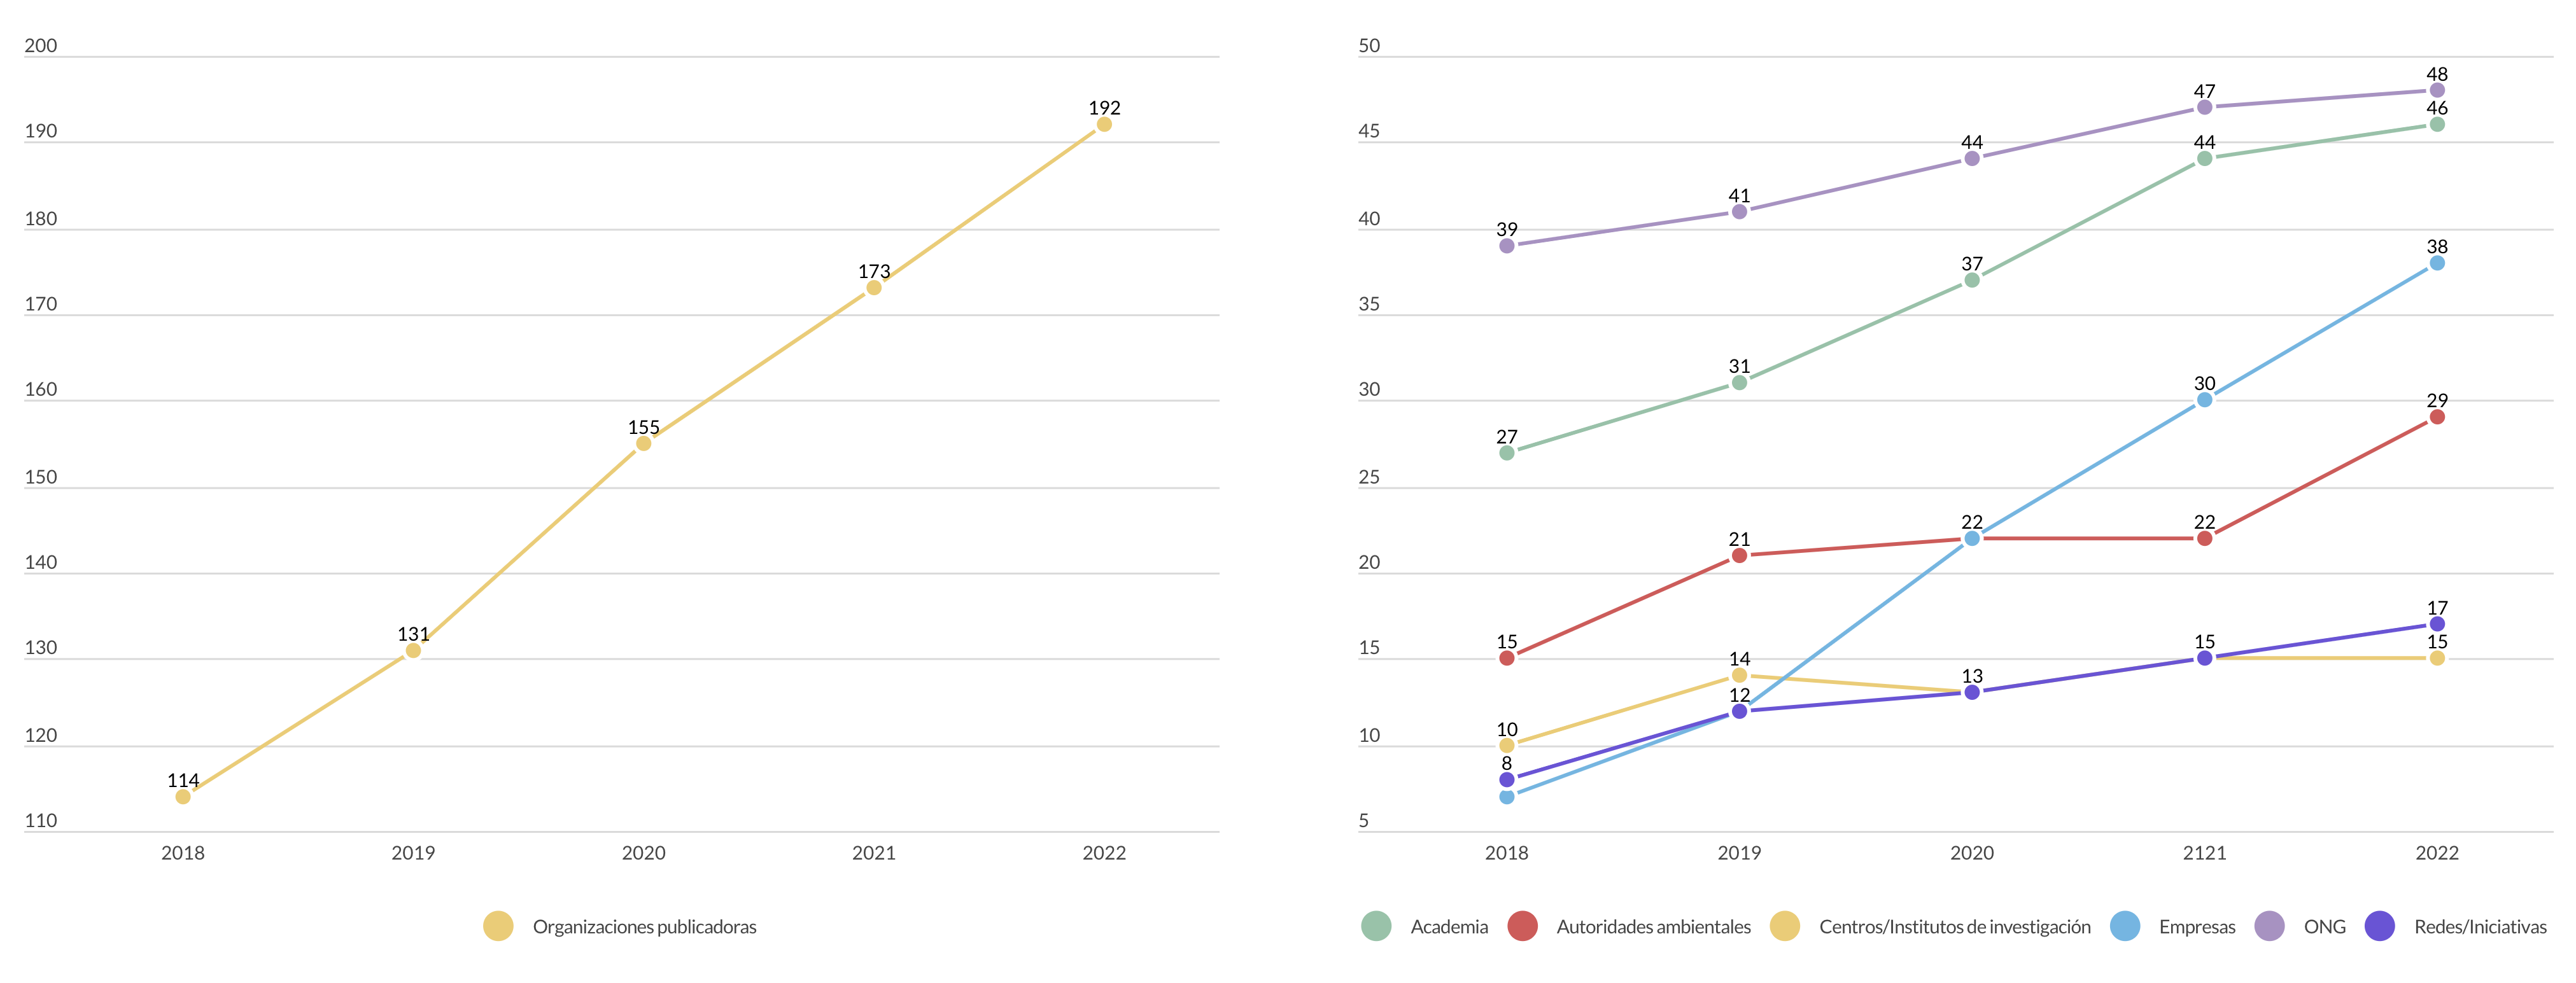 200
190
180
170
160
150
140
130
120
110
114
131
155
173
192
2018 2019 2020 2021 2022
Organizaciones publicadoras
50
45
40
35
30
25
20
15
10
5
39 41 44 47 48
27 31 37 44 46
15 21 22 22 29
30 38
10 14 13 15 15
8 12 17
2018 2019 2020 2121 2022
Academia Autoridades ambientales Centros/Institutos de investigación Empresas ONG Redes/Iniciativas